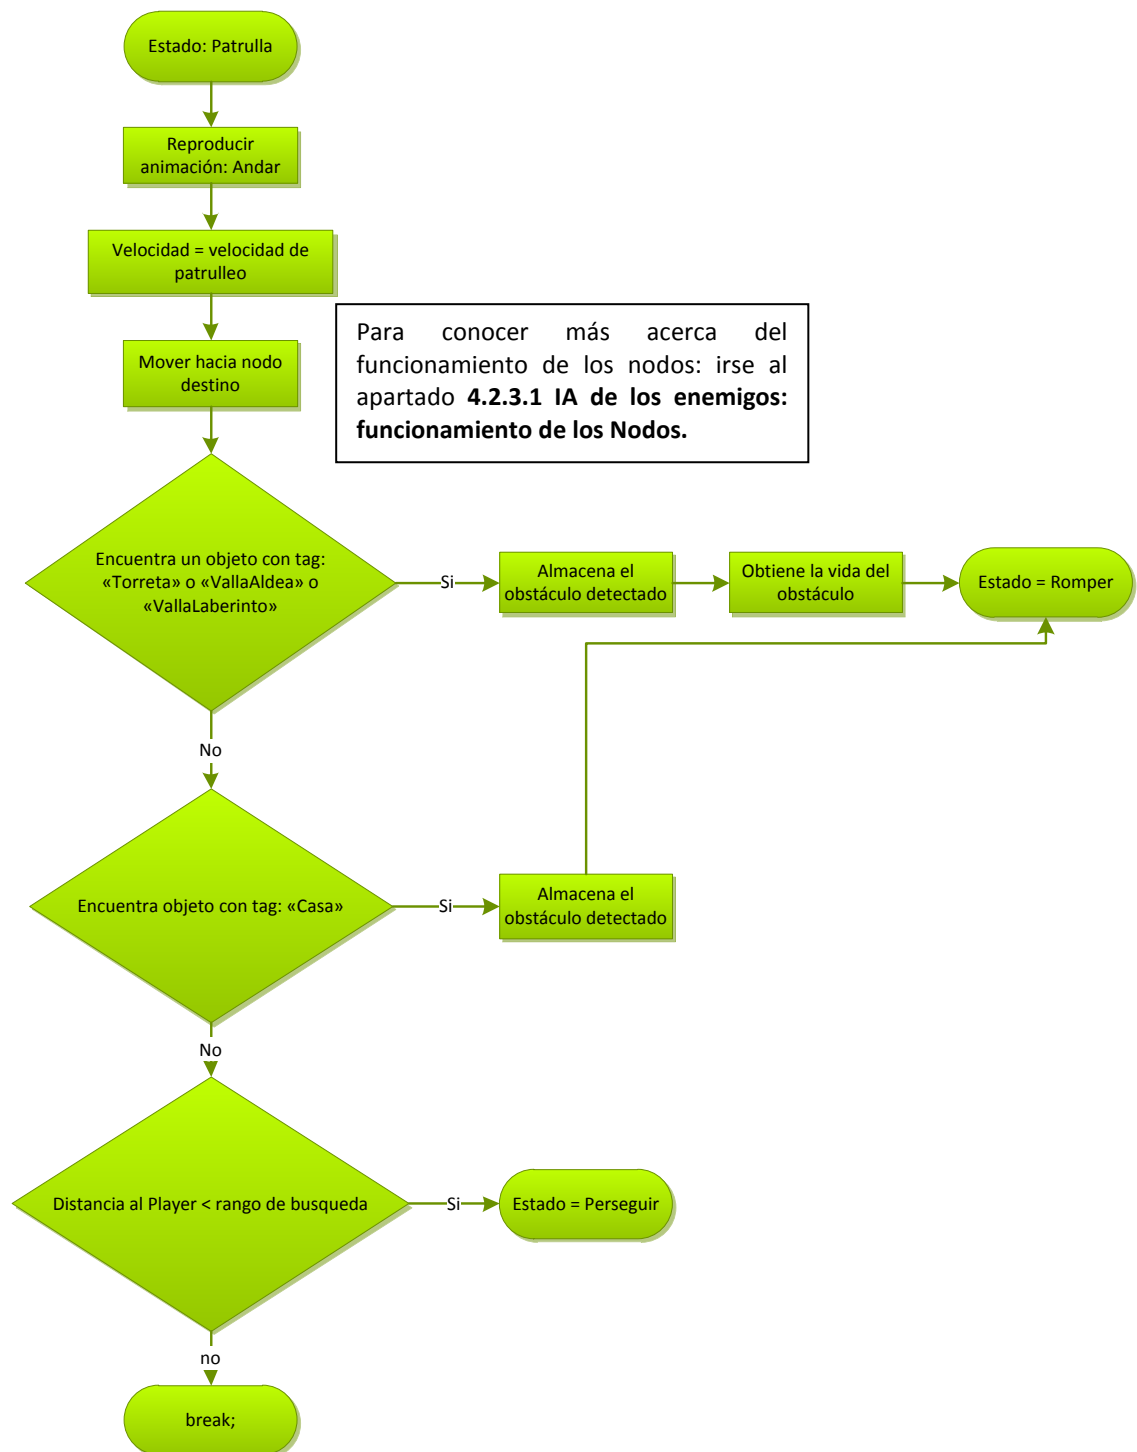 Estado: Patrulla
Reproducir
animación: Andar
Velocidad = velocidad de
patrulleo
Mover hacia nodo
destino
Para conocer más acerca del
funcionamiento de los nodos: irse al
apartado 4.2.3.1 IA de los enemigos:
funcionamiento de los Nodos.
Encuentra un objeto con tag:
«Torreta» o «VallaAldea» o
«VallaLaberinto»
Si
Almacena el
obstáculo detectado
Obtiene la vida del
obstáculo
Estado = Romper
No
Encuentra objeto con tag: «Casa»
Si
Almacena el
obstáculo detectado
No
Distancia al Player < rango de busqueda
Si
Estado = Perseguir
no
break;